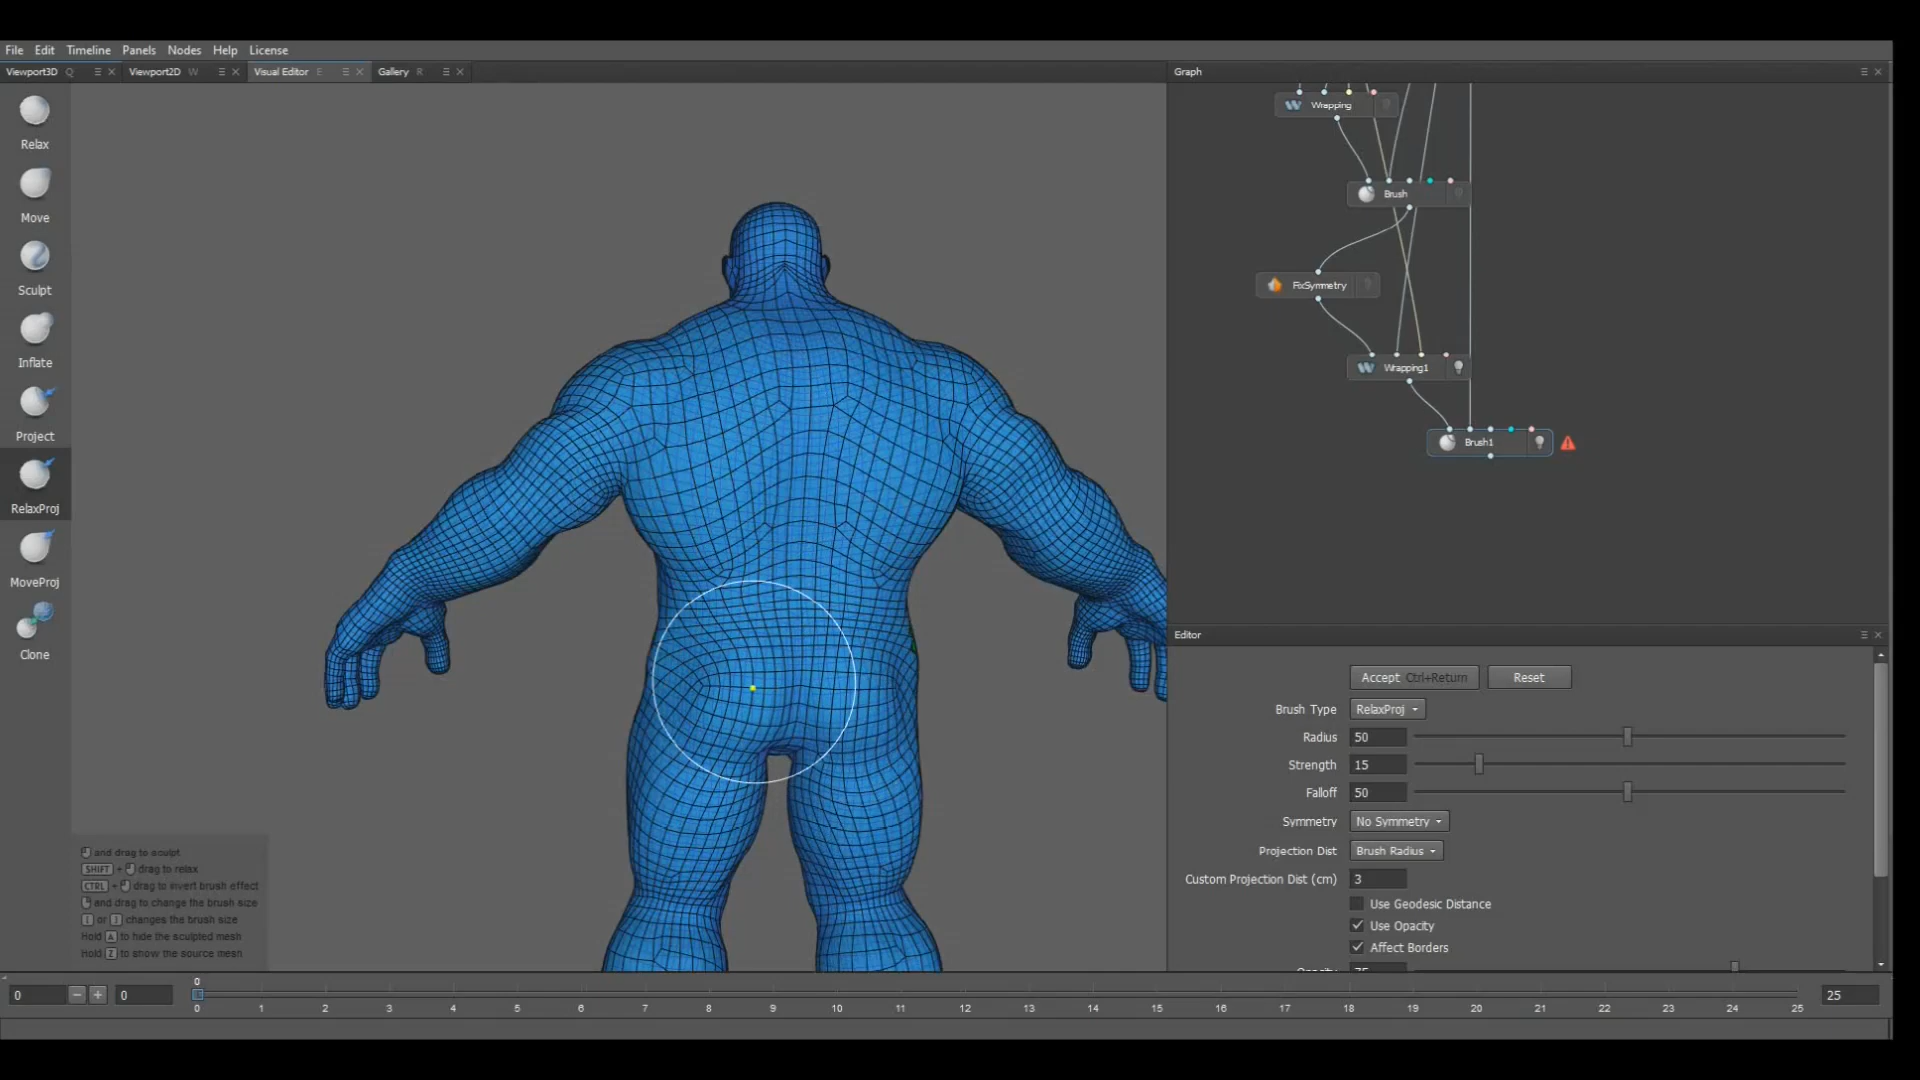 File Edit Timeline Panels Nodes Help License
Viewport3D Q Viewport2D W Visual Editor E Gallery R
Graph
Relax
Move
Sculpt
Inflate
Project
RelaxProj
MoveProj
Clone
Wrapping
Brush
FixSymmetry
Wrapping1
Brush1
and drag to sculpt
SHIFT + drag to relax
CTRL + drag to invert brush effect
and drag to change the brush size
[ or ] changes the brush size
Hold A to hide the sculpted mesh
Hold Z to show the source mesh
Editor
Accept Ctrl+Return Reset
Brush Type RelaxProj
Radius 50
Strength 15
Falloff 50
Symmetry No Symmetry
Projection Dist Brush Radius
Custom Projection Dist (cm) 3
Use Geodesic Distance
Use Opacity
Affect Borders
Opacity 75
0
0 − + 0 25
0 1 2 3 4 5 6 7 8 9 10 11 12 13 14 15 16 17 18 19 20 21 22 23 24 25